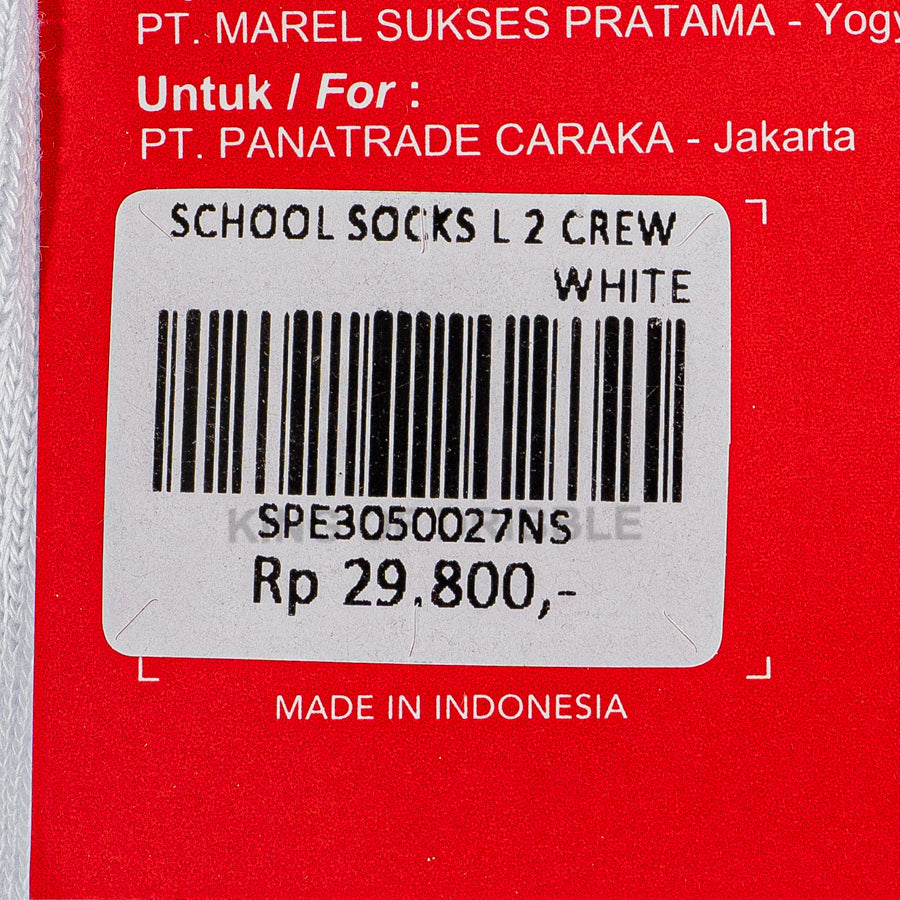 PT. MAREL SUKSES PRATAMA - Yogy
Untuk / For :
PT. PANATRADE CARAKA - Jakarta
SCHOOL SOCKS L 2 CREW
WHITE
SPE3050027NS
Rp 29.800,-
MADE IN INDONESIA